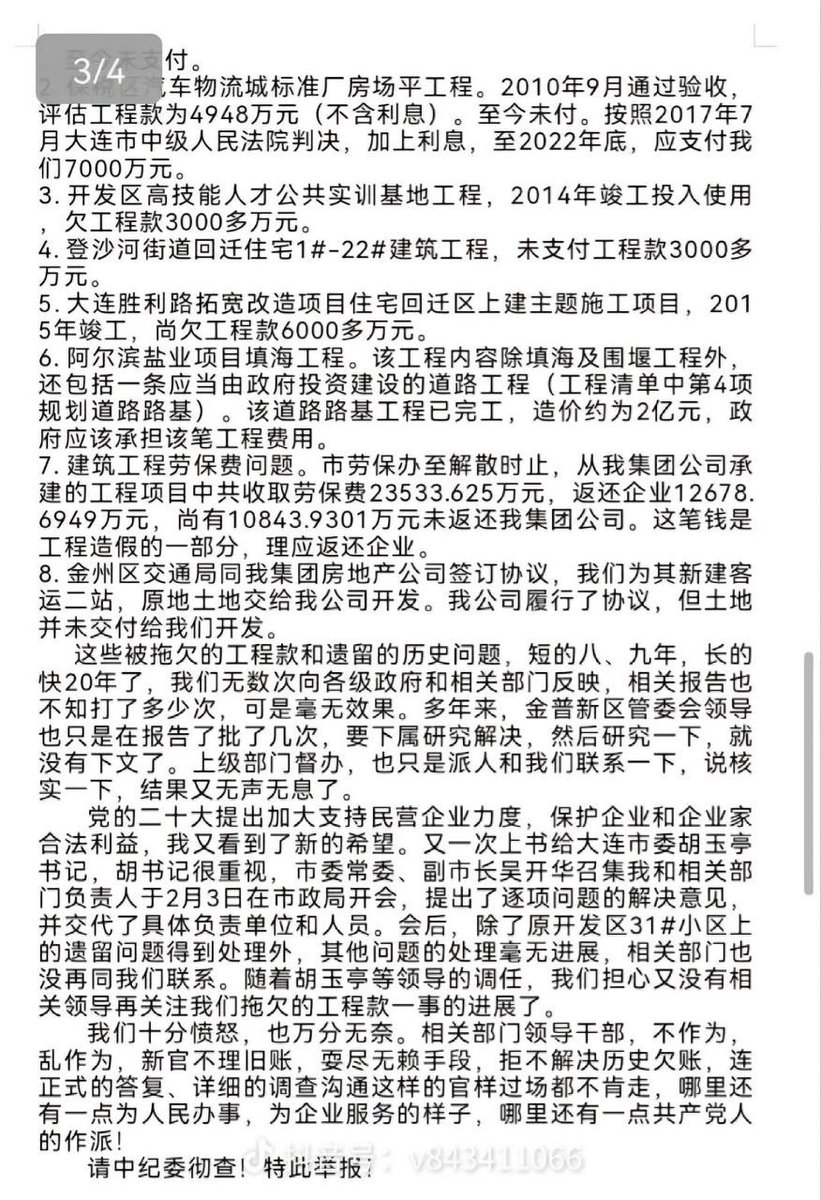 3/4
至今未支付。
2. 保税区汽车物流城标准厂房场平工程。2010年9月通过验收，
评估工程款为4948万元（不含利息）。至今未付。按照2017年7
月大连市中级人民法院判决，加上利息，至2022年底，应支付我
们7000万元。
3. 开发区高技能人才公共实训基地工程，2014年竣工投入使用
，欠工程款3000多万元。
4. 登沙河街道回迁住宅1#-22#建筑工程，未支付工程款3000多
万元。
5. 大连胜利路拓宽改造项目住宅回迁区上建主题施工项目，201
5年竣工，尚欠工程款6000多万元。
6. 阿尔滨盐业项目填海工程。该工程内容除填海及围堰工程外，
还包括一条应当由政府投资建设的道路工程（工程清单中第4项
规划道路路基）。该道路路基工程已完工，造价约为2亿元，政
府应该承担该笔工程费用。
7. 建筑工程劳保费问题。市劳保办至解散时止，从我集团公司承
建的工程项目中共收取劳保费23533.625万元，返还企业12678.
6949万元，尚有10843.9301万元未返还我集团公司。这笔钱是
工程造假的一部分，理应返还企业。
8. 金州区交通局同我集团房地产公司签订协议，我们为其新建客
运二站，原地土地交给我公司开发。我公司履行了协议，但土地
并未交付给我们开发。
这些被拖欠的工程款和遗留的历史问题，短的八、九年，长的
快20年了，我们无数次向各级政府和相关部门反映，相关报告也
不知打了多少次，可是毫无效果。多年来，金普新区管委会领导
也只是在报告了批了几次，要下属研究解决，然后研究一下，就
没有下文了。上级部门督办，也只是派人和我们联系一下，说核
实一下，结果又无声无息了。
党的二十大提出加大支持民营企业力度，保护企业和企业家
合法利益，我又看到了新的希望。又一次上书给大连市委胡玉亭
书记，胡书记很重视，市委常委、副市长吴开华召集我和相关部
门负责人于2月3日在市政局开会，提出了逐项问题的解决意见，
并交代了具体负责单位和人员。会后，除了原开发区31#小区上
的遗留问题得到处理外，其他问题的处理毫无进展，相关部门也
没再同我们联系。随着胡玉亭等领导的调任，我们担心又没有相
关领导再关注我们拖欠的工程款一事的进展了。
我们十分愤怒，也万分无奈。相关部门领导干部，不作为，
乱作为，新官不理旧账，耍尽无赖手段，拒不解决历史欠账，连
正式的答复、详细的调查沟通这样的官样过场都不肯走，哪里还
有一点为人民办事，为企业服务的样子，哪里还有一点共产党人
的作派！
请中纪委彻查！特此举报！
抖音号：v843411066